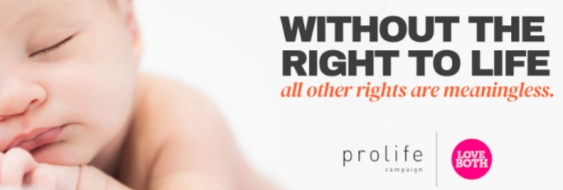 WITHOUT THE
RIGHT TO LIFE
all other rights are meaningless.
prolife
campaign
LOVE
BOTH